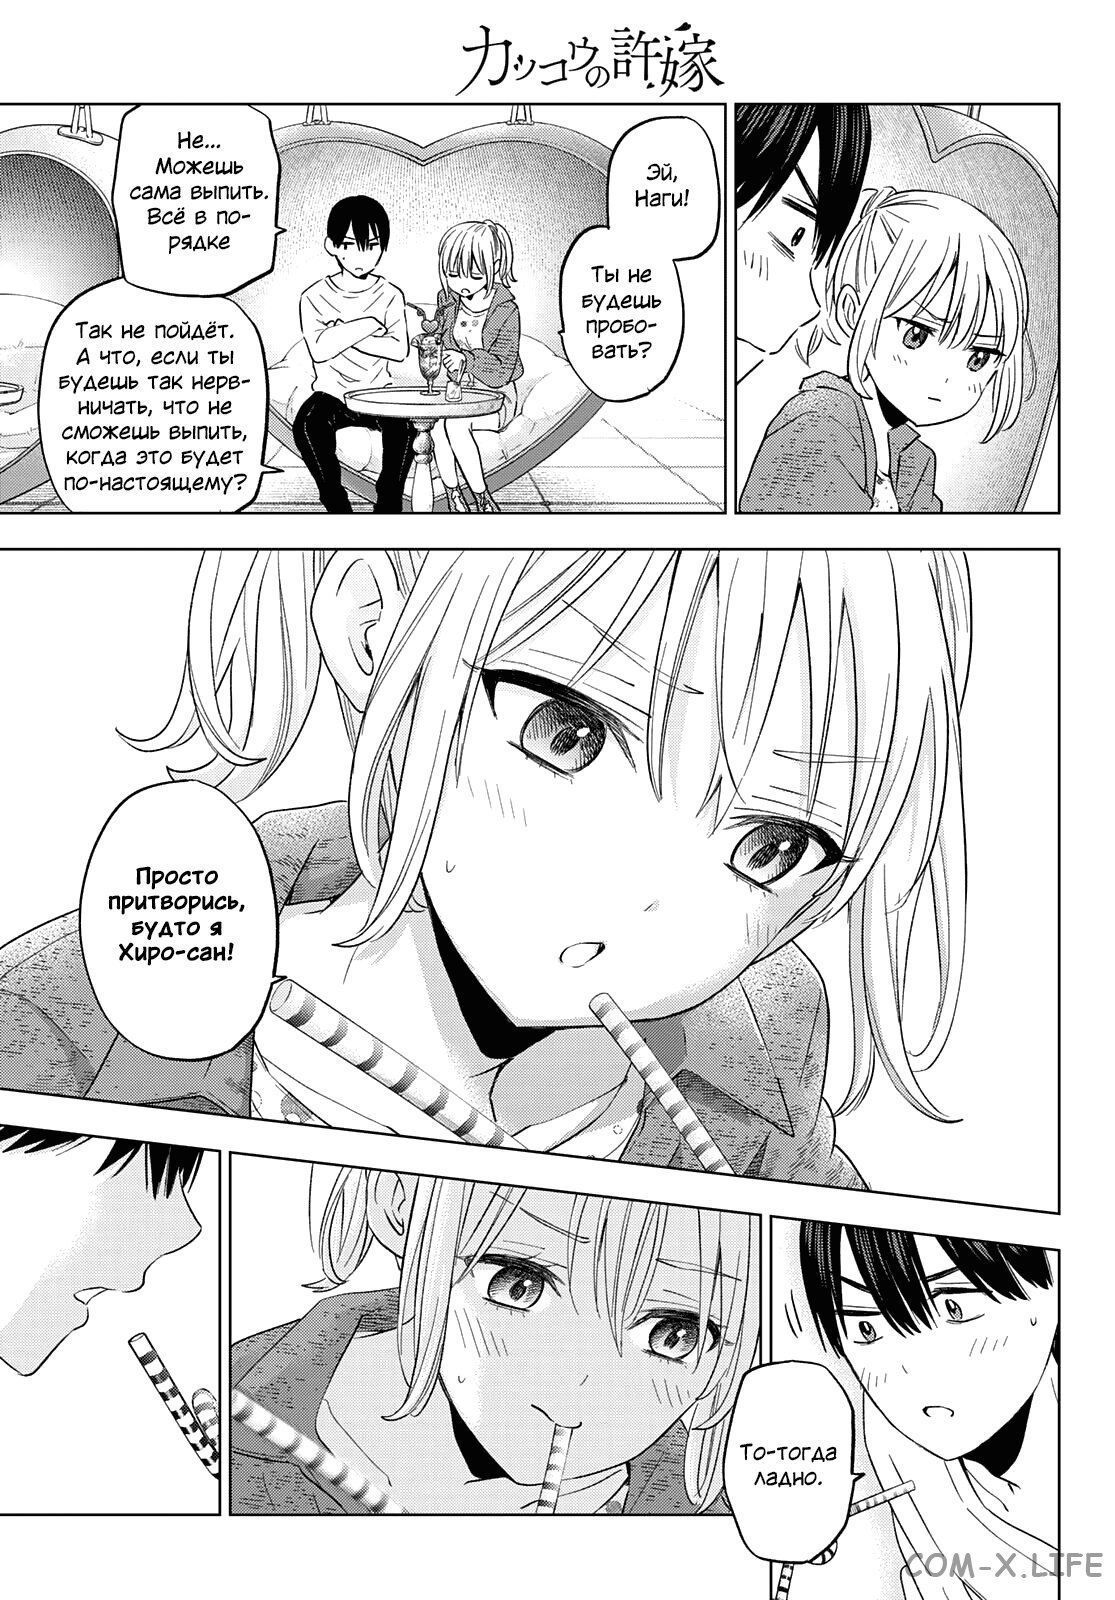 カッコウの許嫁
Эй,
Наги!
Ты не
будешь
пробо-
вать?
Не...
Можешь
сама выпить.
Всё в по-
рядке
Так не пойдёт.
А что, если ты
будешь так нерв-
ничать, что не
сможешь выпить,
когда это будет
по-настоящему?
Просто
притворись,
будто я
Хиро-сан!
То-тогда
ладно.
COM-X.LIFE